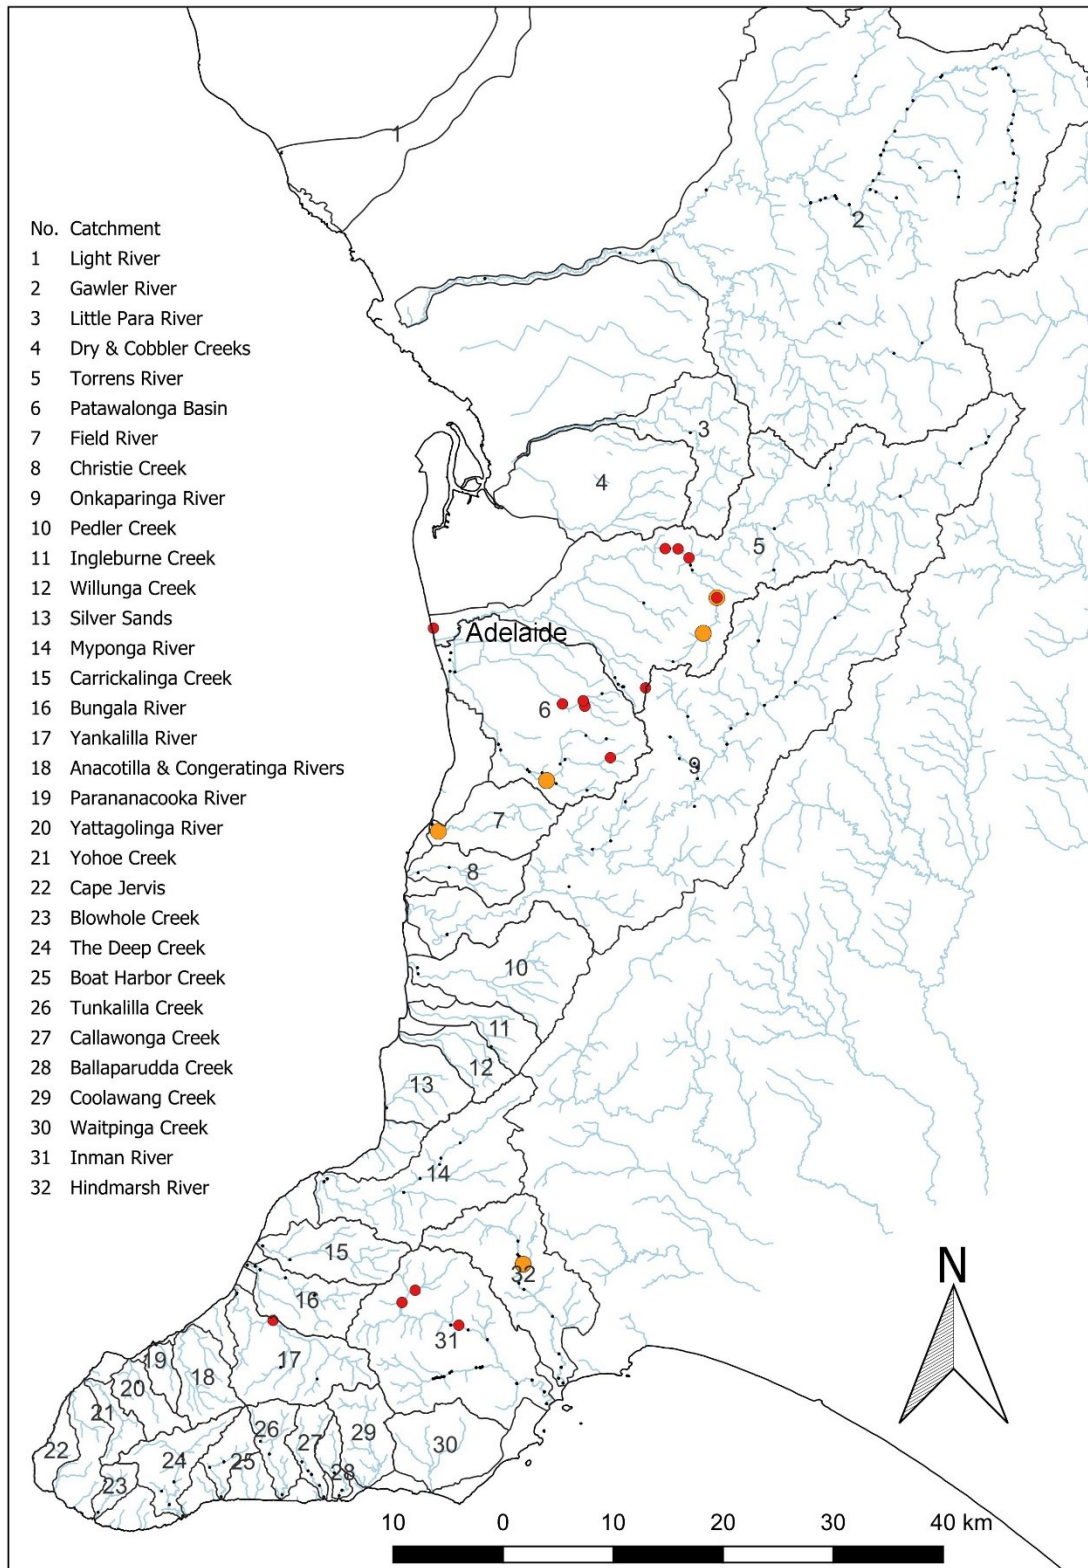 No. Catchment
1 Light River
2 Gawler River
3 Little Para River
4 Dry & Cobbler Creeks
5 Torrens River
6 Patawalonga Basin
7 Field River
8 Christie Creek
9 Onkaparinga River
10 Pedler Creek
11 Ingleburne Creek
12 Willunga Creek
13 Silver Sands
14 Myponga River
15 Carrickalinga Creek
16 Bungala River
17 Yankalilla River
18 Anacotilla & Congeratinga Rivers
19 Parananacooka River
20 Yattagolinga River
21 Yohoe Creek
22 Cape Jervis
23 Blowhole Creek
24 The Deep Creek
25 Boat Harbor Creek
26 Tunkalilla Creek
27 Callawonga Creek
28 Ballaparudda Creek
29 Coolawang Creek
30 Waitpinga Creek
31 Inman River
32 Hindmarsh River
1
2
3
4
5
Adelaide
6
9
7
8
10
11
12
13
14
15
32
16
31
17
19
18
20
21
26
27
29
30
22
24
25
28
23
N
10 0 10 20 30 40 km